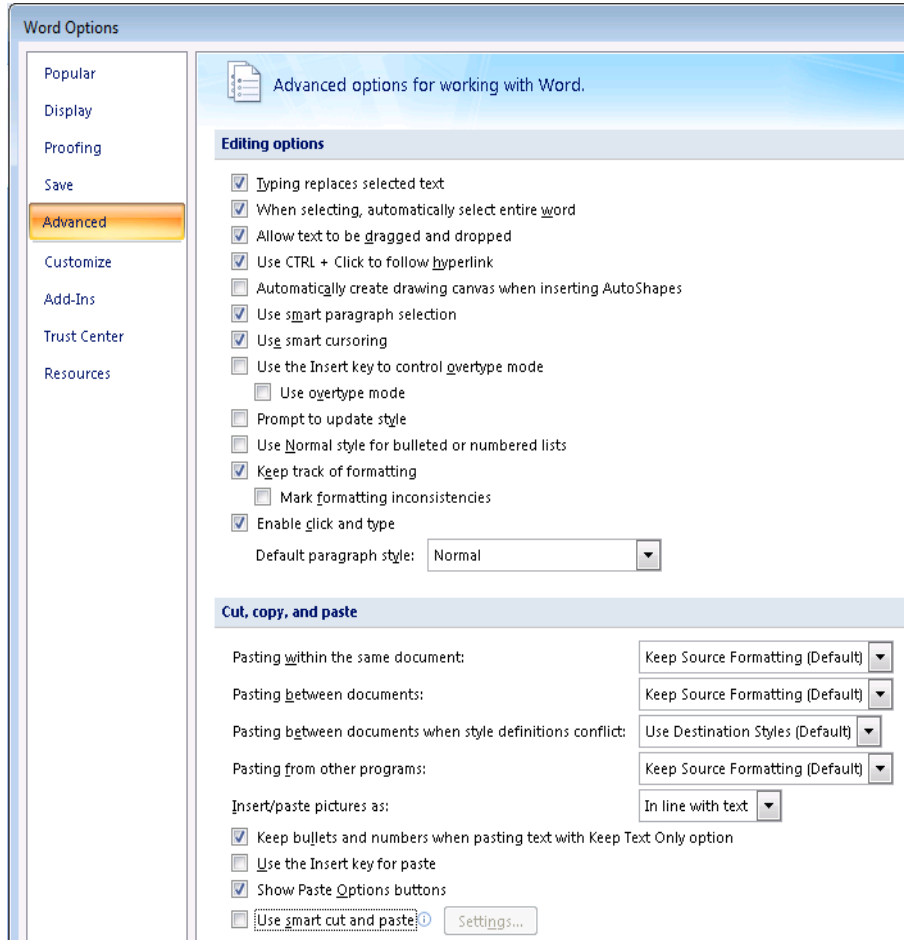 Word Options
Popular
Display
Proofing
Save
Advanced
Customize
Add-Ins
Trust Center
Resources
Advanced options for working with Word.
Editing options
Typing replaces selected text
When selecting, automatically select entire word
Allow text to be dragged and dropped
Use CTRL + Click to follow hyperlink
Automatically create drawing canvas when inserting AutoShapes
Use smart paragraph selection
Use smart cursoring
Use the Insert key to control overtype mode
Use overtype mode
Prompt to update style
Use Normal style for bulleted or numbered lists
Keep track of formatting
Mark formatting inconsistencies
Enable click and type
Default paragraph style: Normal
Cut, copy, and paste
Pasting within the same document: Keep Source Formatting (Default)
Pasting between documents: Keep Source Formatting (Default)
Pasting between documents when style definitions conflict: Use Destination Styles (Default)
Pasting from other programs: Keep Source Formatting (Default)
Insert/paste pictures as: In line with text
Keep bullets and numbers when pasting text with Keep Text Only option
Use the Insert key for paste
Show Paste Options buttons
Use smart cut and paste Settings...